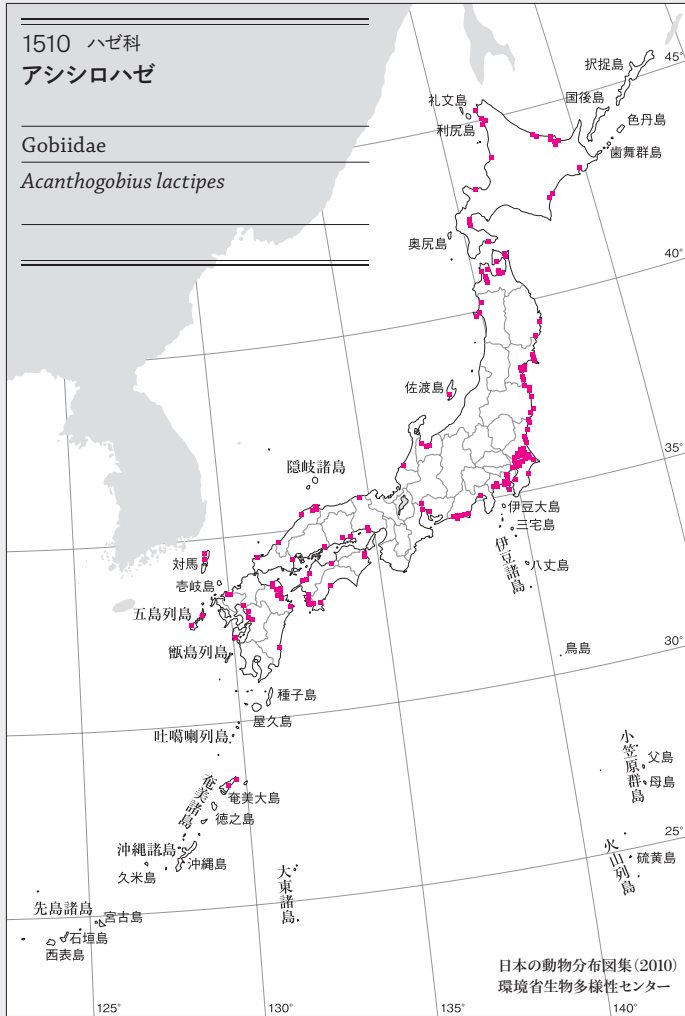 1510 ハゼ科
アシシロハゼ
Gobiidae
Acanthogobius lactipes
45°
択捉島
国後島
礼文島
色丹島
利尻島
歯舞群島
奥尻島
40°
佐渡島
35°
隠岐諸島
伊豆大島
三宅島
伊豆諸島
八丈島
対馬
壱岐島
五島列島
甑島列島
鳥島
30°
種子島
屋久島
吐噶喇列島
小笠原群島
父島
母島
奄美諸島
奄美大島
徳之島
25°
沖縄諸島
沖縄島
久米島
火山列島
硫黄島
大東諸島
先島諸島
宮古島
石垣島
西表島
日本の動物分布図集(2010)
環境省生物多様性センター
125°
130°
135°
140°